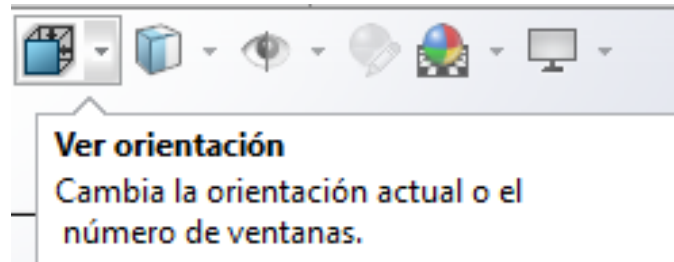 Ver orientación
Cambia la orientación actual o el
número de ventanas.